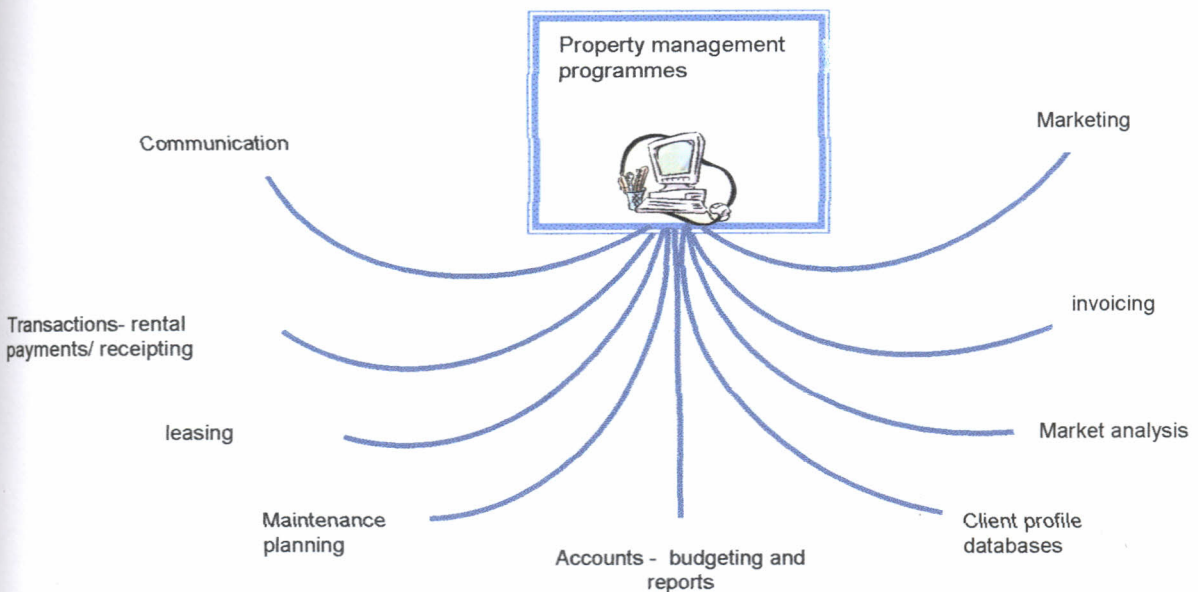 Property management
programmes
Communication
Marketing
Transactions- rental
payments/ receipting
invoicing
leasing
Market analysis
Maintenance
planning
Accounts - budgeting and
reports
Client profile
databases